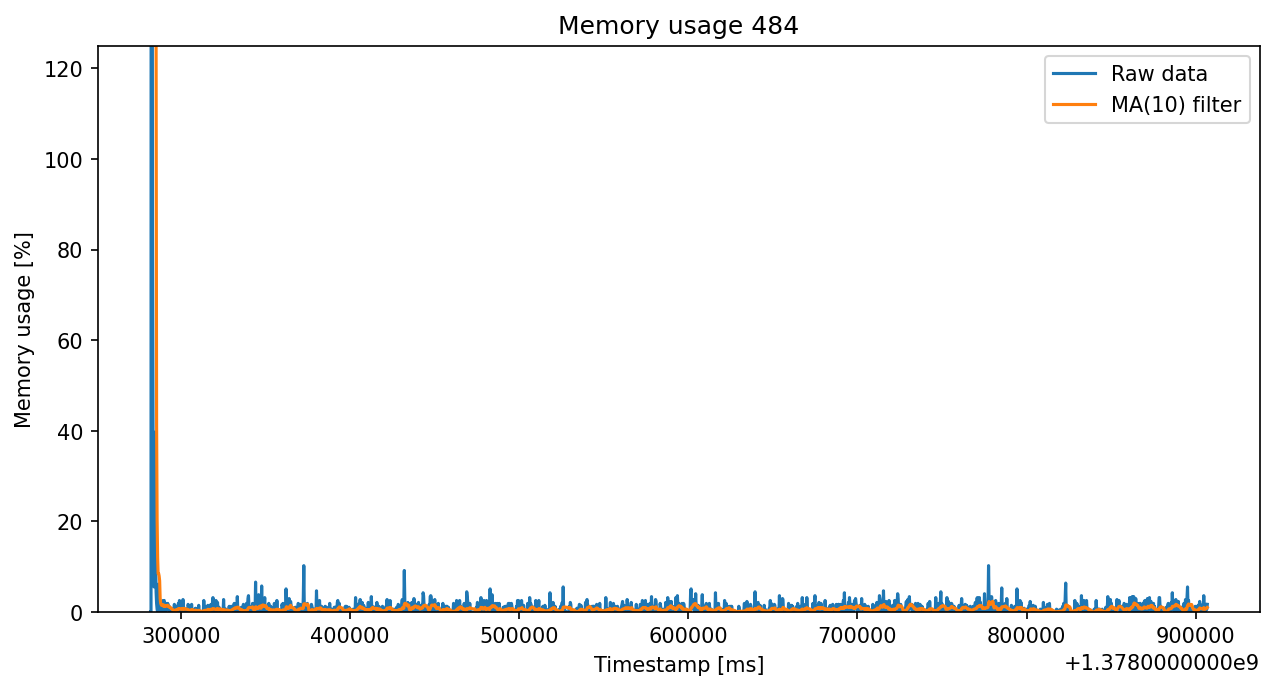 Memory usage 484
Raw data
MA(10) filter
120
100
80
60
40
20
0
Memory usage [%]
300000 400000 500000 600000 700000 800000 900000
Timestamp [ms]
+1.3780000000e9